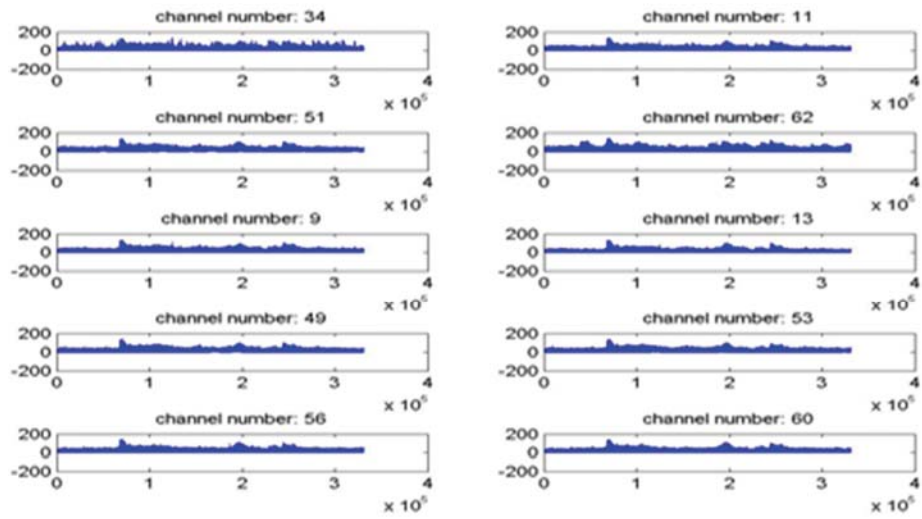 channel number: 34
200
0
-200
0 1 2 3 4
x 10^5
channel number: 11
200
0
-200
0 1 2 3 4
x 10^5
channel number: 51
200
0
-200
0 1 2 3 4
x 10^5
channel number: 62
200
0
-200
0 1 2 3 4
x 10^5
channel number: 9
200
0
-200
0 1 2 3 4
x 10^5
channel number: 13
200
0
-200
0 1 2 3 4
x 10^5
channel number: 49
200
0
-200
0 1 2 3 4
x 10^5
channel number: 53
200
0
-200
0 1 2 3 4
x 10^5
channel number: 56
200
0
-200
0 1 2 3 4
x 10^5
channel number: 60
200
0
-200
0 1 2 3 4
x 10^5